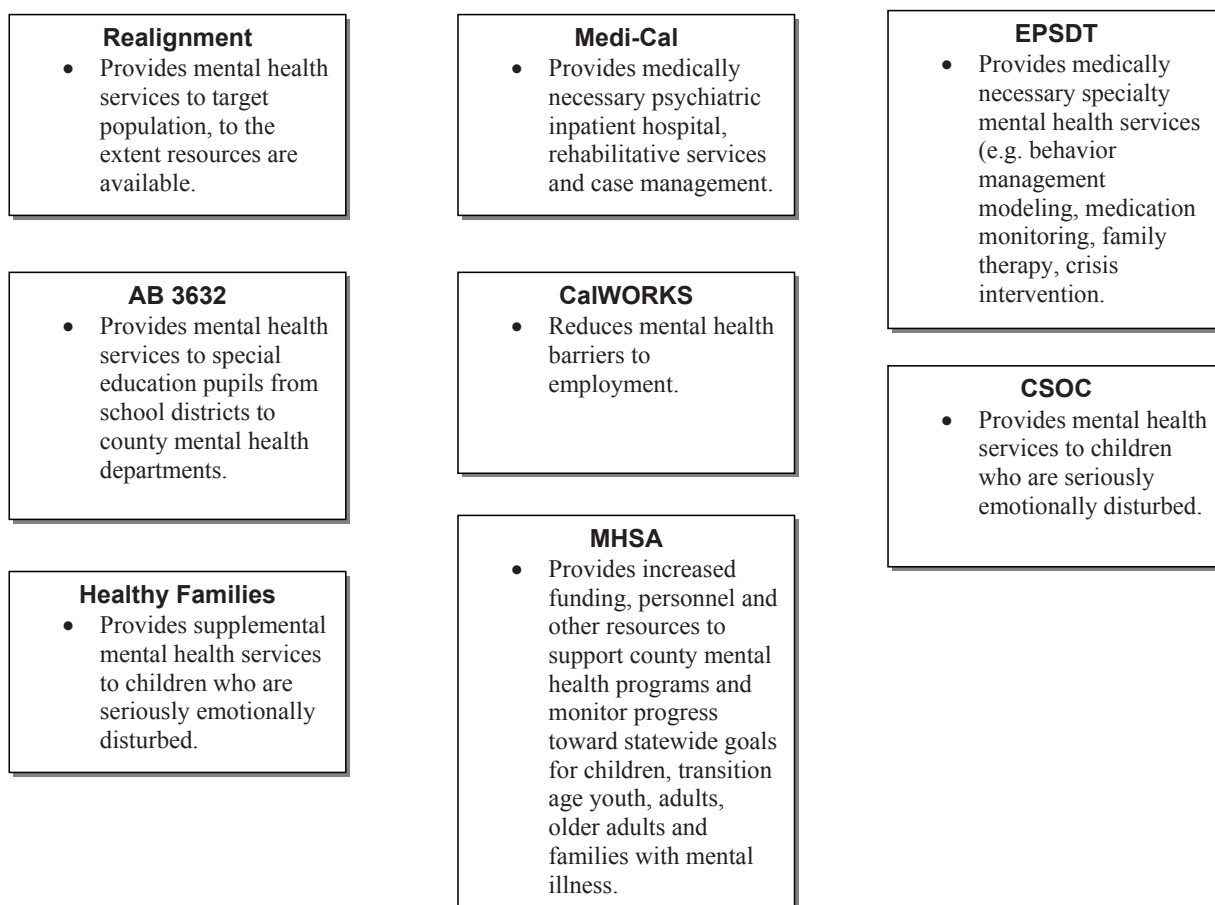 Realignment
• Provides mental health
services to target
population, to the
extent resources are
available.
Medi-Cal
• Provides medically
necessary psychiatric
inpatient hospital,
rehabilitative services
and case management.
EPSDT
• Provides medically
necessary specialty
mental health services
(e.g. behavior
management
modeling, medication
monitoring, family
therapy, crisis
intervention.
AB 3632
• Provides mental health
services to special
education pupils from
school districts to
county mental health
departments.
CalWORKS
• Reduces mental health
barriers to
employment.
CSOC
• Provides mental health
services to children
who are seriously
emotionally disturbed.
Healthy Families
• Provides supplemental
mental health services
to children who are
seriously emotionally
disturbed.
MHSA
• Provides increased
funding, personnel and
other resources to
support county mental
health programs and
monitor progress
toward statewide goals
for children, transition
age youth, adults,
older adults and
families with mental
illness.